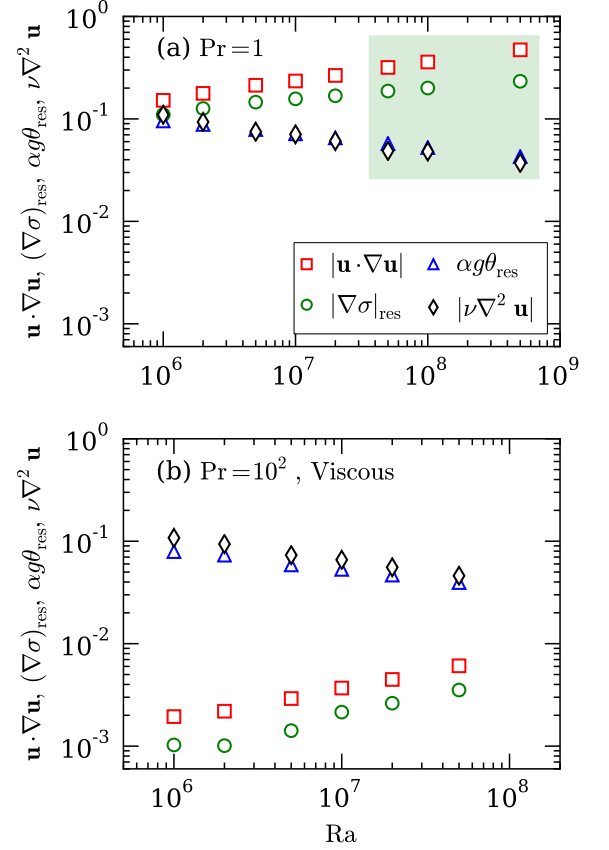 (a) Pr=1
u·∇u, (∇σ)res, αgθres, ν∇² u
10⁰
10⁻¹
10⁻²
10⁻³
|u·∇u|
αgθres
|∇σ|res
|ν∇² u|
10⁶ 10⁷ 10⁸ 10⁹
(b) Pr=10² , Viscous
u·∇u, (∇σ)res, αgθres, ν∇² u
10⁰
10⁻¹
10⁻²
10⁻³
10⁶ 10⁷ 10⁸
Ra